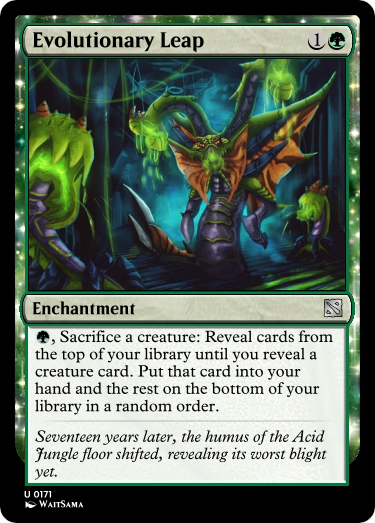 Evolutionary Leap 1
Enchantment
, Sacrifice a creature: Reveal cards from
the top of your library until you reveal a
creature card. Put that card into your
hand and the rest on the bottom of your
library in a random order.
Seventeen years later, the humus of the Acid
Jungle floor shifted, revealing its worst blight
yet.
U 0171
WaitSama